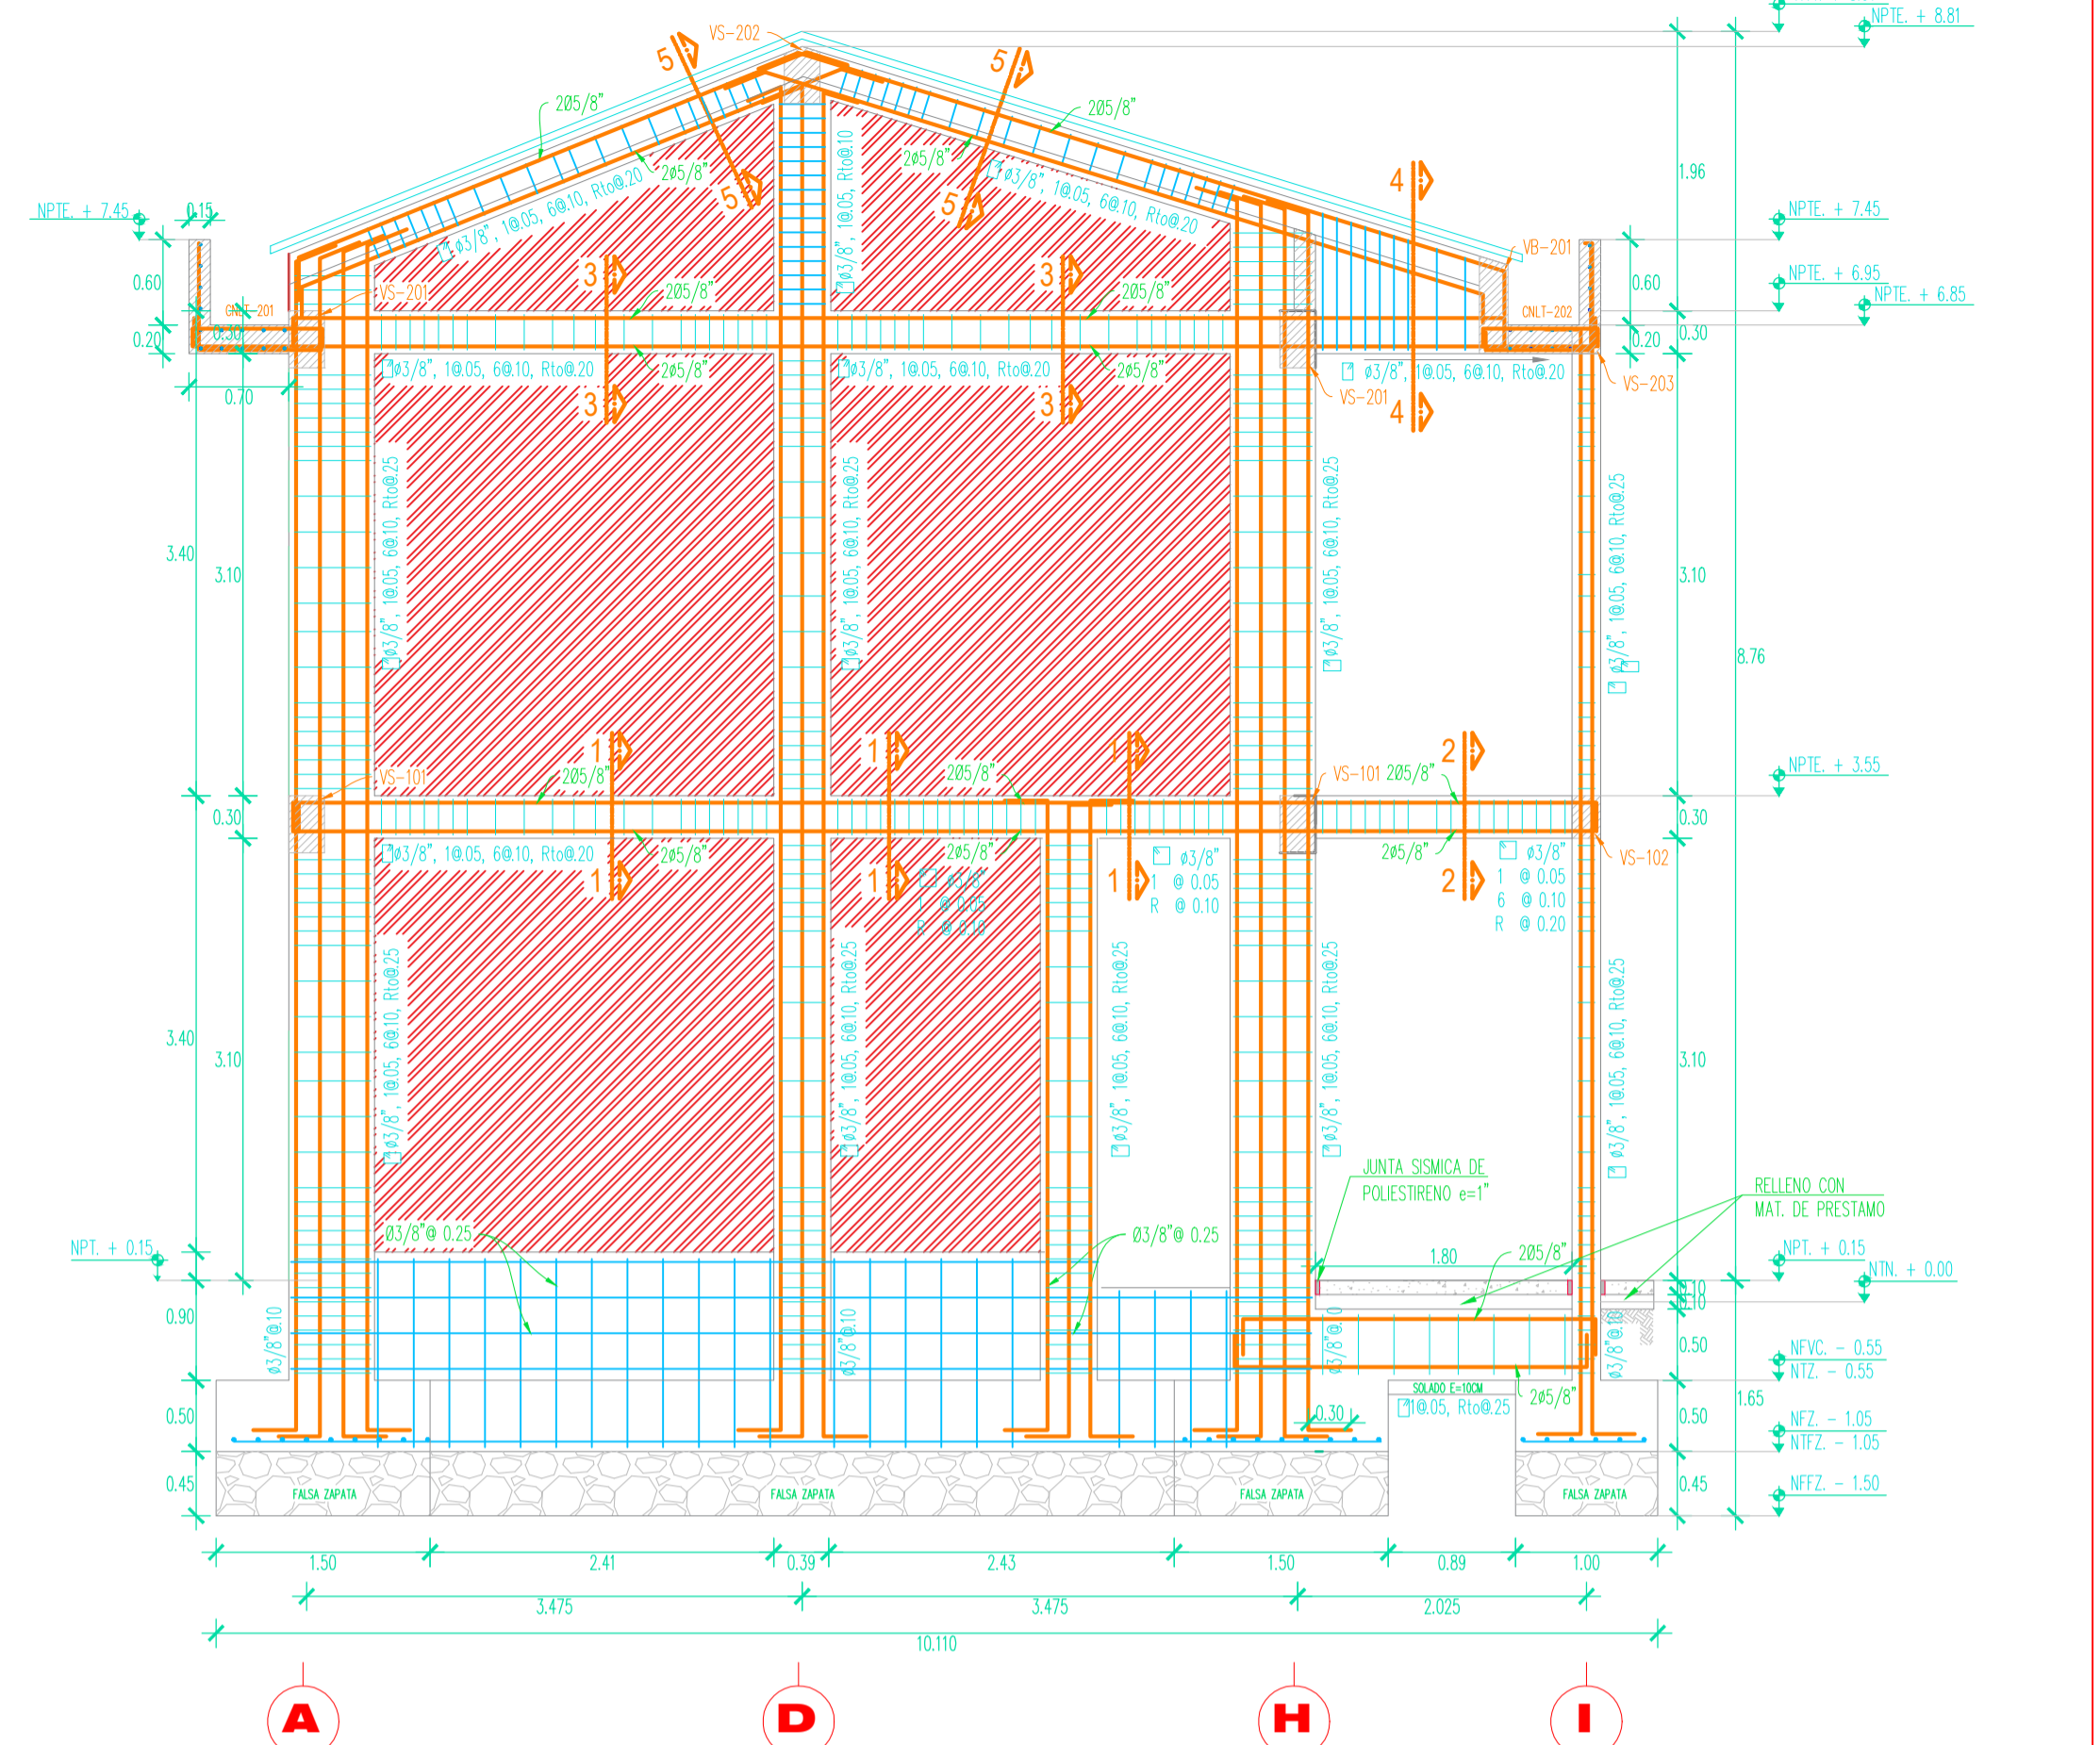 NPTE. + 8.81
VS-202
5
5
2Ø5/8"
2Ø5/8"
1.96
2ø5/8"
2ø5/8"
5
5
4
ø3/8", 1@.05, 6@.10, Rto@.20
ø3/8", 1@.05, 6@.10, Rto@.10
ø3/8", 1@.05, 6@.10, Rto@.20
NPTE. + 7.45
0.15
NPTE. + 7.45
VB-201
0.60
0.60
NPTE. + 6.95
NPTE. + 6.85
3
3
VS-201
2Ø5/8"
2Ø5/8"
CNLT-201
CNLT-202
0.30
0.20
0.20
0.30
ø3/8", 1@.05, 6@.10, Rto@.20
2ø5/8"
ø3/8", 1@.05, 6@.10, Rto@.20
2ø5/8"
ø3/8", 1@.05, 6@.10, Rto@.20
VS-203
0.70
3
3
VS-201
4
ø3/8", 1@.05, 6@.10, Rto@.25
ø3/8", 1@.05, 6@.10, Rto@.25
ø3/8", 1@.05, 6@.10, Rto@.25
ø3/8", 1@.05, 6@.10, Rto@.25
3.40
3.10
3.10
8.76
1
1
1
2
VS-101
2Ø5/8"
2Ø5/8"
VS-101
2Ø5/8"
NPTE. + 3.55
0.30
0.30
ø3/8", 1@.05, 6@.10, Rto@.20
2ø5/8"
2ø5/8"
2ø5/8"
VS-102
ø3/8"
1 @ 0.05
R @ 0.10
ø3/8"
1 @ 0.05
R @ 0.10
ø3/8"
1 @ 0.05
6 @ 0.10
R @ 0.20
1
1
1
2
ø3/8", 1@.05, 6@.10, Rto@.25
ø3/8", 1@.05, 6@.10, Rto@.25
ø3/8", 1@.05, 6@.10, Rto@.25
ø3/8", 1@.05, 6@.10, Rto@.25
ø3/8", 1@.05, 6@.10, Rto@.25
3.40
3.10
3.10
JUNTA SISMICA DE
POLIESTIRENO e=1"
RELLENO CON
MAT. DE PRESTAMO
NPT. + 0.15
Ø3/8"@ 0.25
Ø3/8"@ 0.25
1.80
2Ø5/8"
NPT. + 0.15
NTN. + 0.00
0.10
0.10
0.90
ø3/8"@.10
ø3/8"@.10
ø3/8"@.10
0.50
NFVC. - 0.55
NTZ. - 0.55
SOLADO E=10CM
1@.05, Rto@.25
2ø5/8"
1.65
0.50
0.30
0.50
NFZ. - 1.05
NTFZ. - 1.05
0.45
FALSA ZAPATA
FALSA ZAPATA
FALSA ZAPATA
FALSA ZAPATA
0.45
NFFZ. - 1.50
1.50
2.41
0.39
2.43
1.50
0.89
1.00
3.475
3.475
2.025
10.110
A
D
H
I